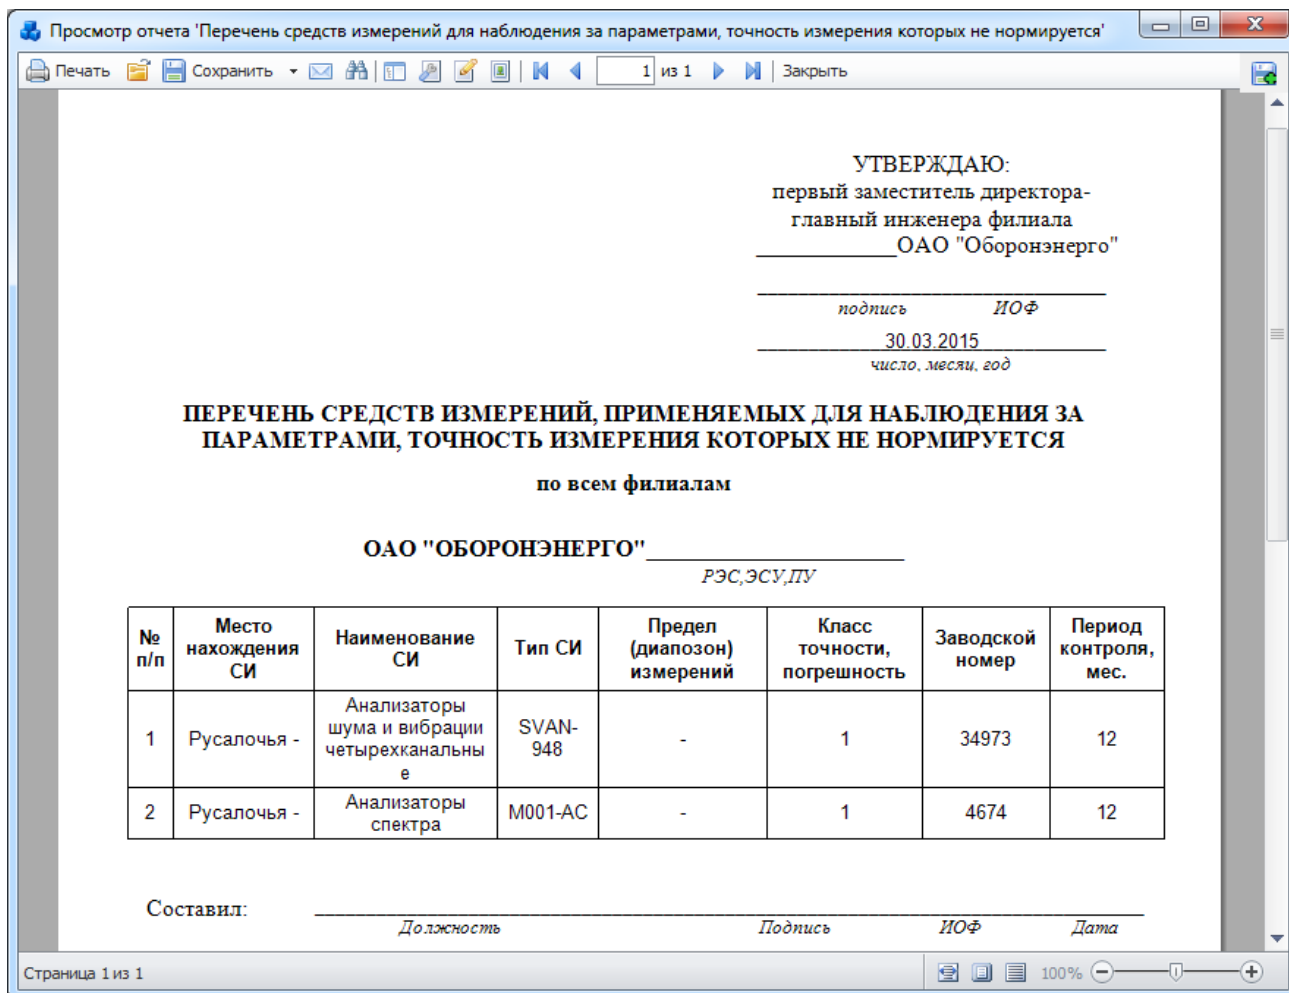 Просмотр отчета 'Перечень средств измерений для наблюдения за параметрами, точность измерения которых не нормируется'
Печать Сохранить 1 из 1 Закрыть
УТВЕРЖДАЮ:
первый заместитель директора-
главный инженера филиала
____________ОАО "Оборонэнерго"
подпись ИОФ
30.03.2015
число, месяц, год
ПЕРЕЧЕНЬ СРЕДСТВ ИЗМЕРЕНИЙ, ПРИМЕНЯЕМЫХ ДЛЯ НАБЛЮДЕНИЯ ЗА
ПАРАМЕТРАМИ, ТОЧНОСТЬ ИЗМЕРЕНИЯ КОТОРЫХ НЕ НОРМИРУЕТСЯ
по всем филиалам
ОАО "ОБОРОНЭНЕРГО"______________________
РЭС,ЭСУ,ПУ
№ п/п Место нахождения СИ Наименование СИ Тип СИ Предел (диапозон) измерений Класс точности, погрешность Заводской номер Период контроля, мес.
1 Русалочья - Анализаторы шума и вибрации четырехканальны е SVAN-948 - 1 34973 12
2 Русалочья - Анализаторы спектра М001-АС - 1 4674 12
Составил:
Должность Подпись ИОФ Дата
Страница 1 из 1 100%